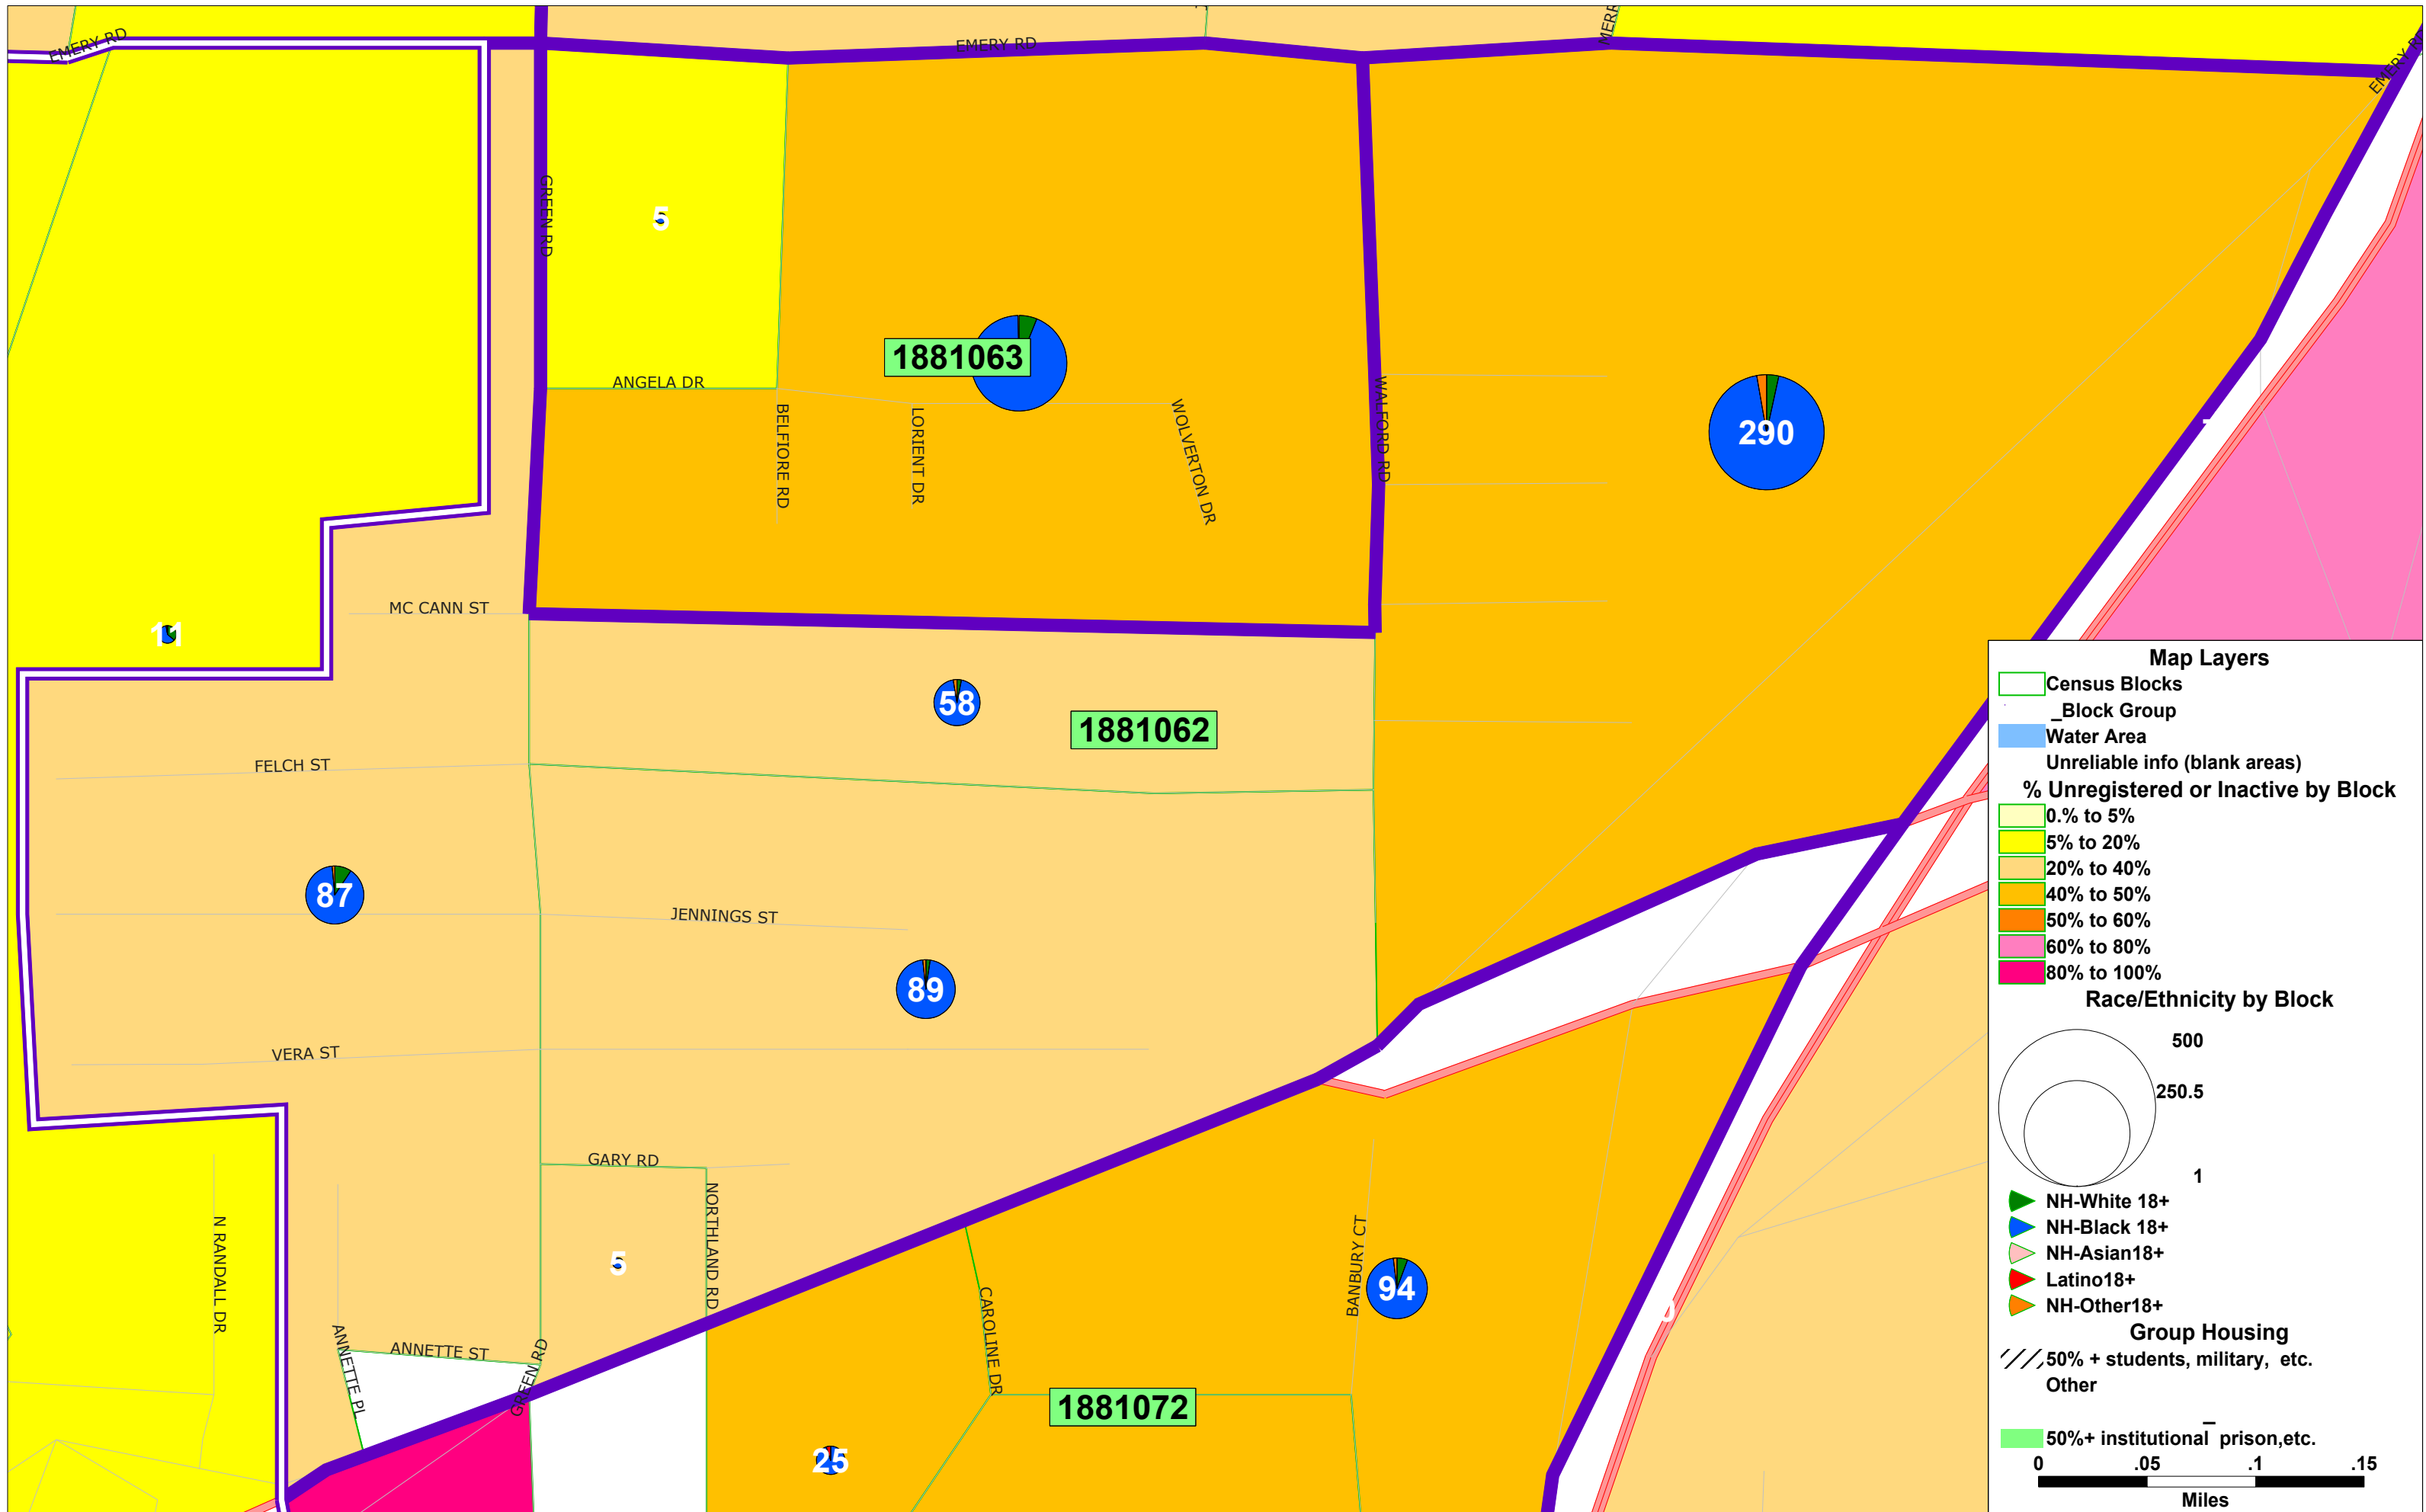 EMERY RD
EMERY RD
EMERY RD
GREEN RD
5
1881063
ANGELA DR
BELFIORE RD
LORIENT DR
WOLVERTON DR
WALFORD RD
290
MC CANN ST
11
58
1881062
FELCH ST
87
JENNINGS ST
89
VERA ST
GARY RD
NORTHLAND RD
N RANDALL DR
5
ANNETTE ST
ANNETTE PL
GREEN RD
CAROLINE DR
BANBURY CT
94
1881072
25
Map Layers
Census Blocks
_Block Group
Water Area
Unreliable info (blank areas)
% Unregistered or Inactive by Block
0.% to 5%
5% to 20%
20% to 40%
40% to 50%
50% to 60%
60% to 80%
80% to 100%
Race/Ethnicity by Block
500
250.5
1
NH-White 18+
NH-Black 18+
NH-Asian18+
Latino18+
NH-Other18+
Group Housing
50% + students, military, etc.
Other
50%+ institutional_ prison,etc.
0 .05 .1 .15
Miles